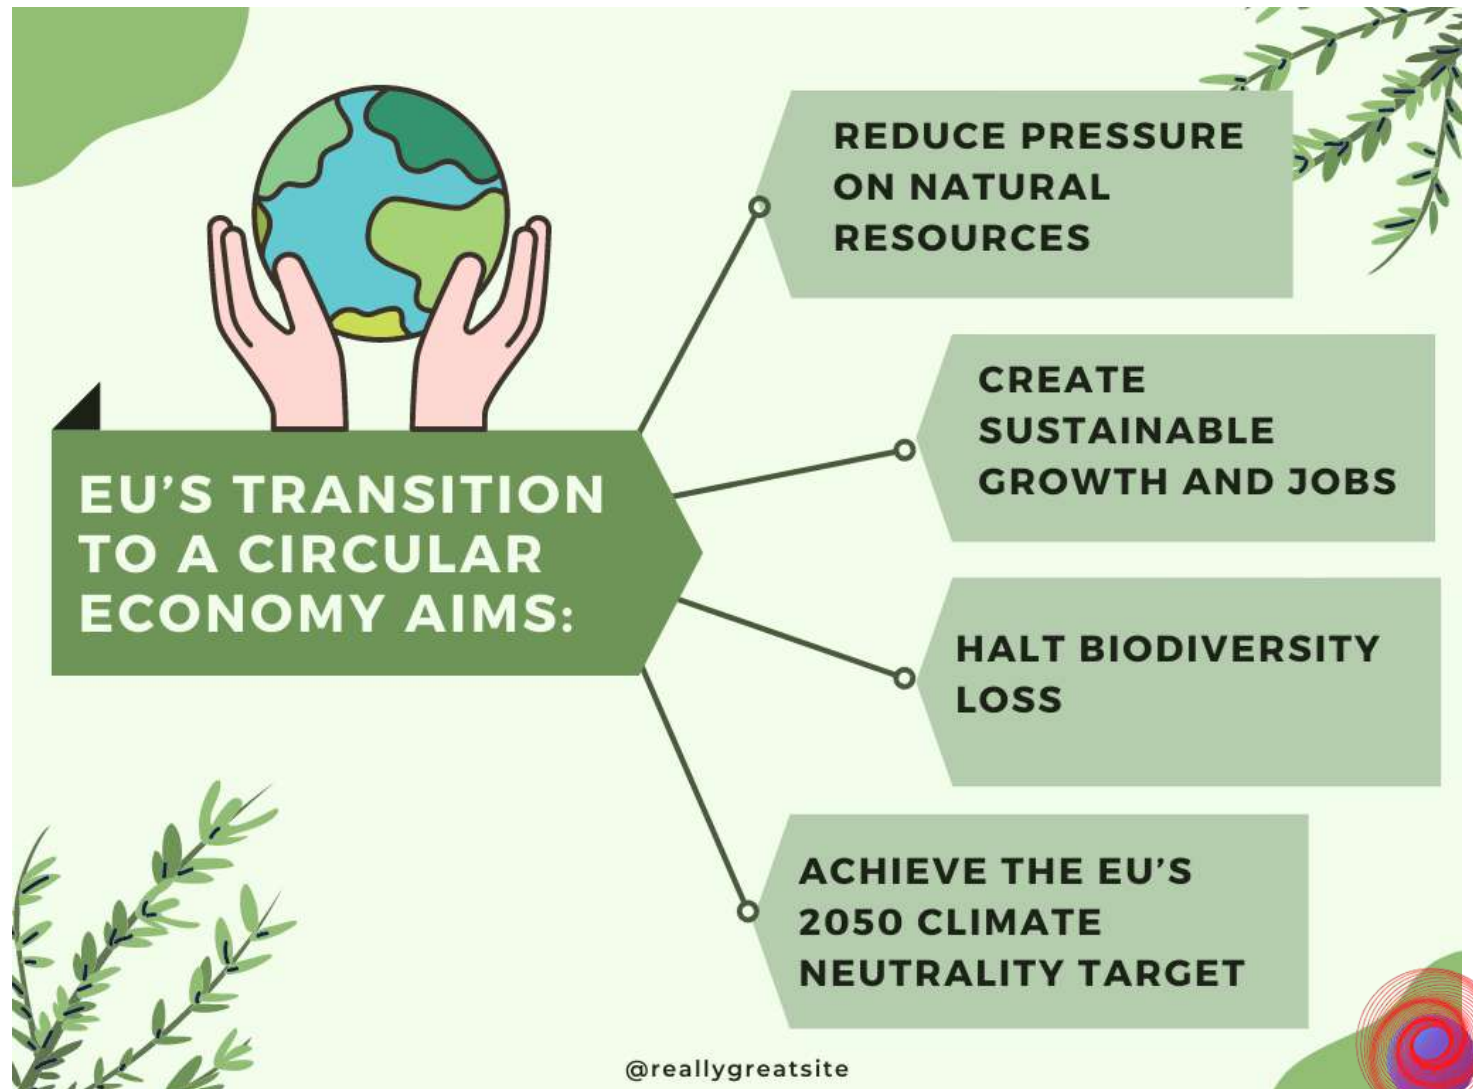 EU’S TRANSITION
TO A CIRCULAR
ECONOMY AIMS:
REDUCE PRESSURE
ON NATURAL
RESOURCES
CREATE
SUSTAINABLE
GROWTH AND JOBS
HALT BIODIVERSITY
LOSS
ACHIEVE THE EU’S
2050 CLIMATE
NEUTRALITY TARGET
@reallygreatsite